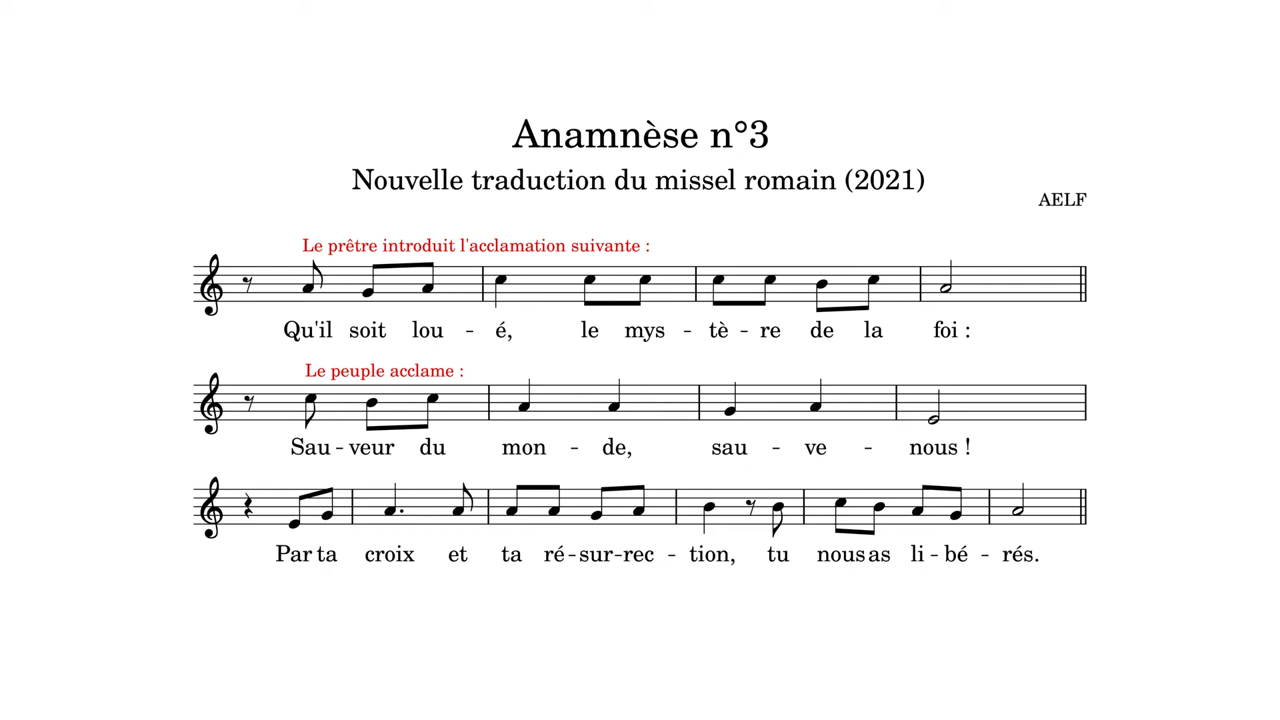 Anamnèse n°3
Nouvelle traduction du missel romain (2021)
AELF
Le prêtre introduit l'acclamation suivante :
Qu'il soit lou - é, le mys - tè - re de la foi :
Le peuple acclame :
Sau - veur du mon - de, sau - ve - nous !
Par ta croix et ta ré - sur - rec - tion, tu nous as li - bé - rés.